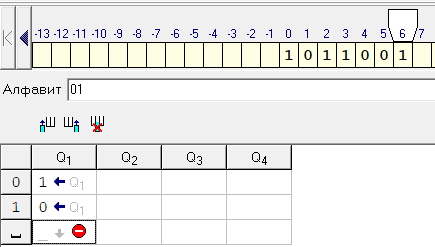 -13 -12 -11 -10 -9 -8 -7 -6 -5 -4 -3 -2 -1 0 1 2 3 4 5 6 7
1 0 1 1 0 0 1
Алфавит 01
Q1 Q2 Q3 Q4
0 1 ← Q1
1 0 ← Q1
␣ _ ↓